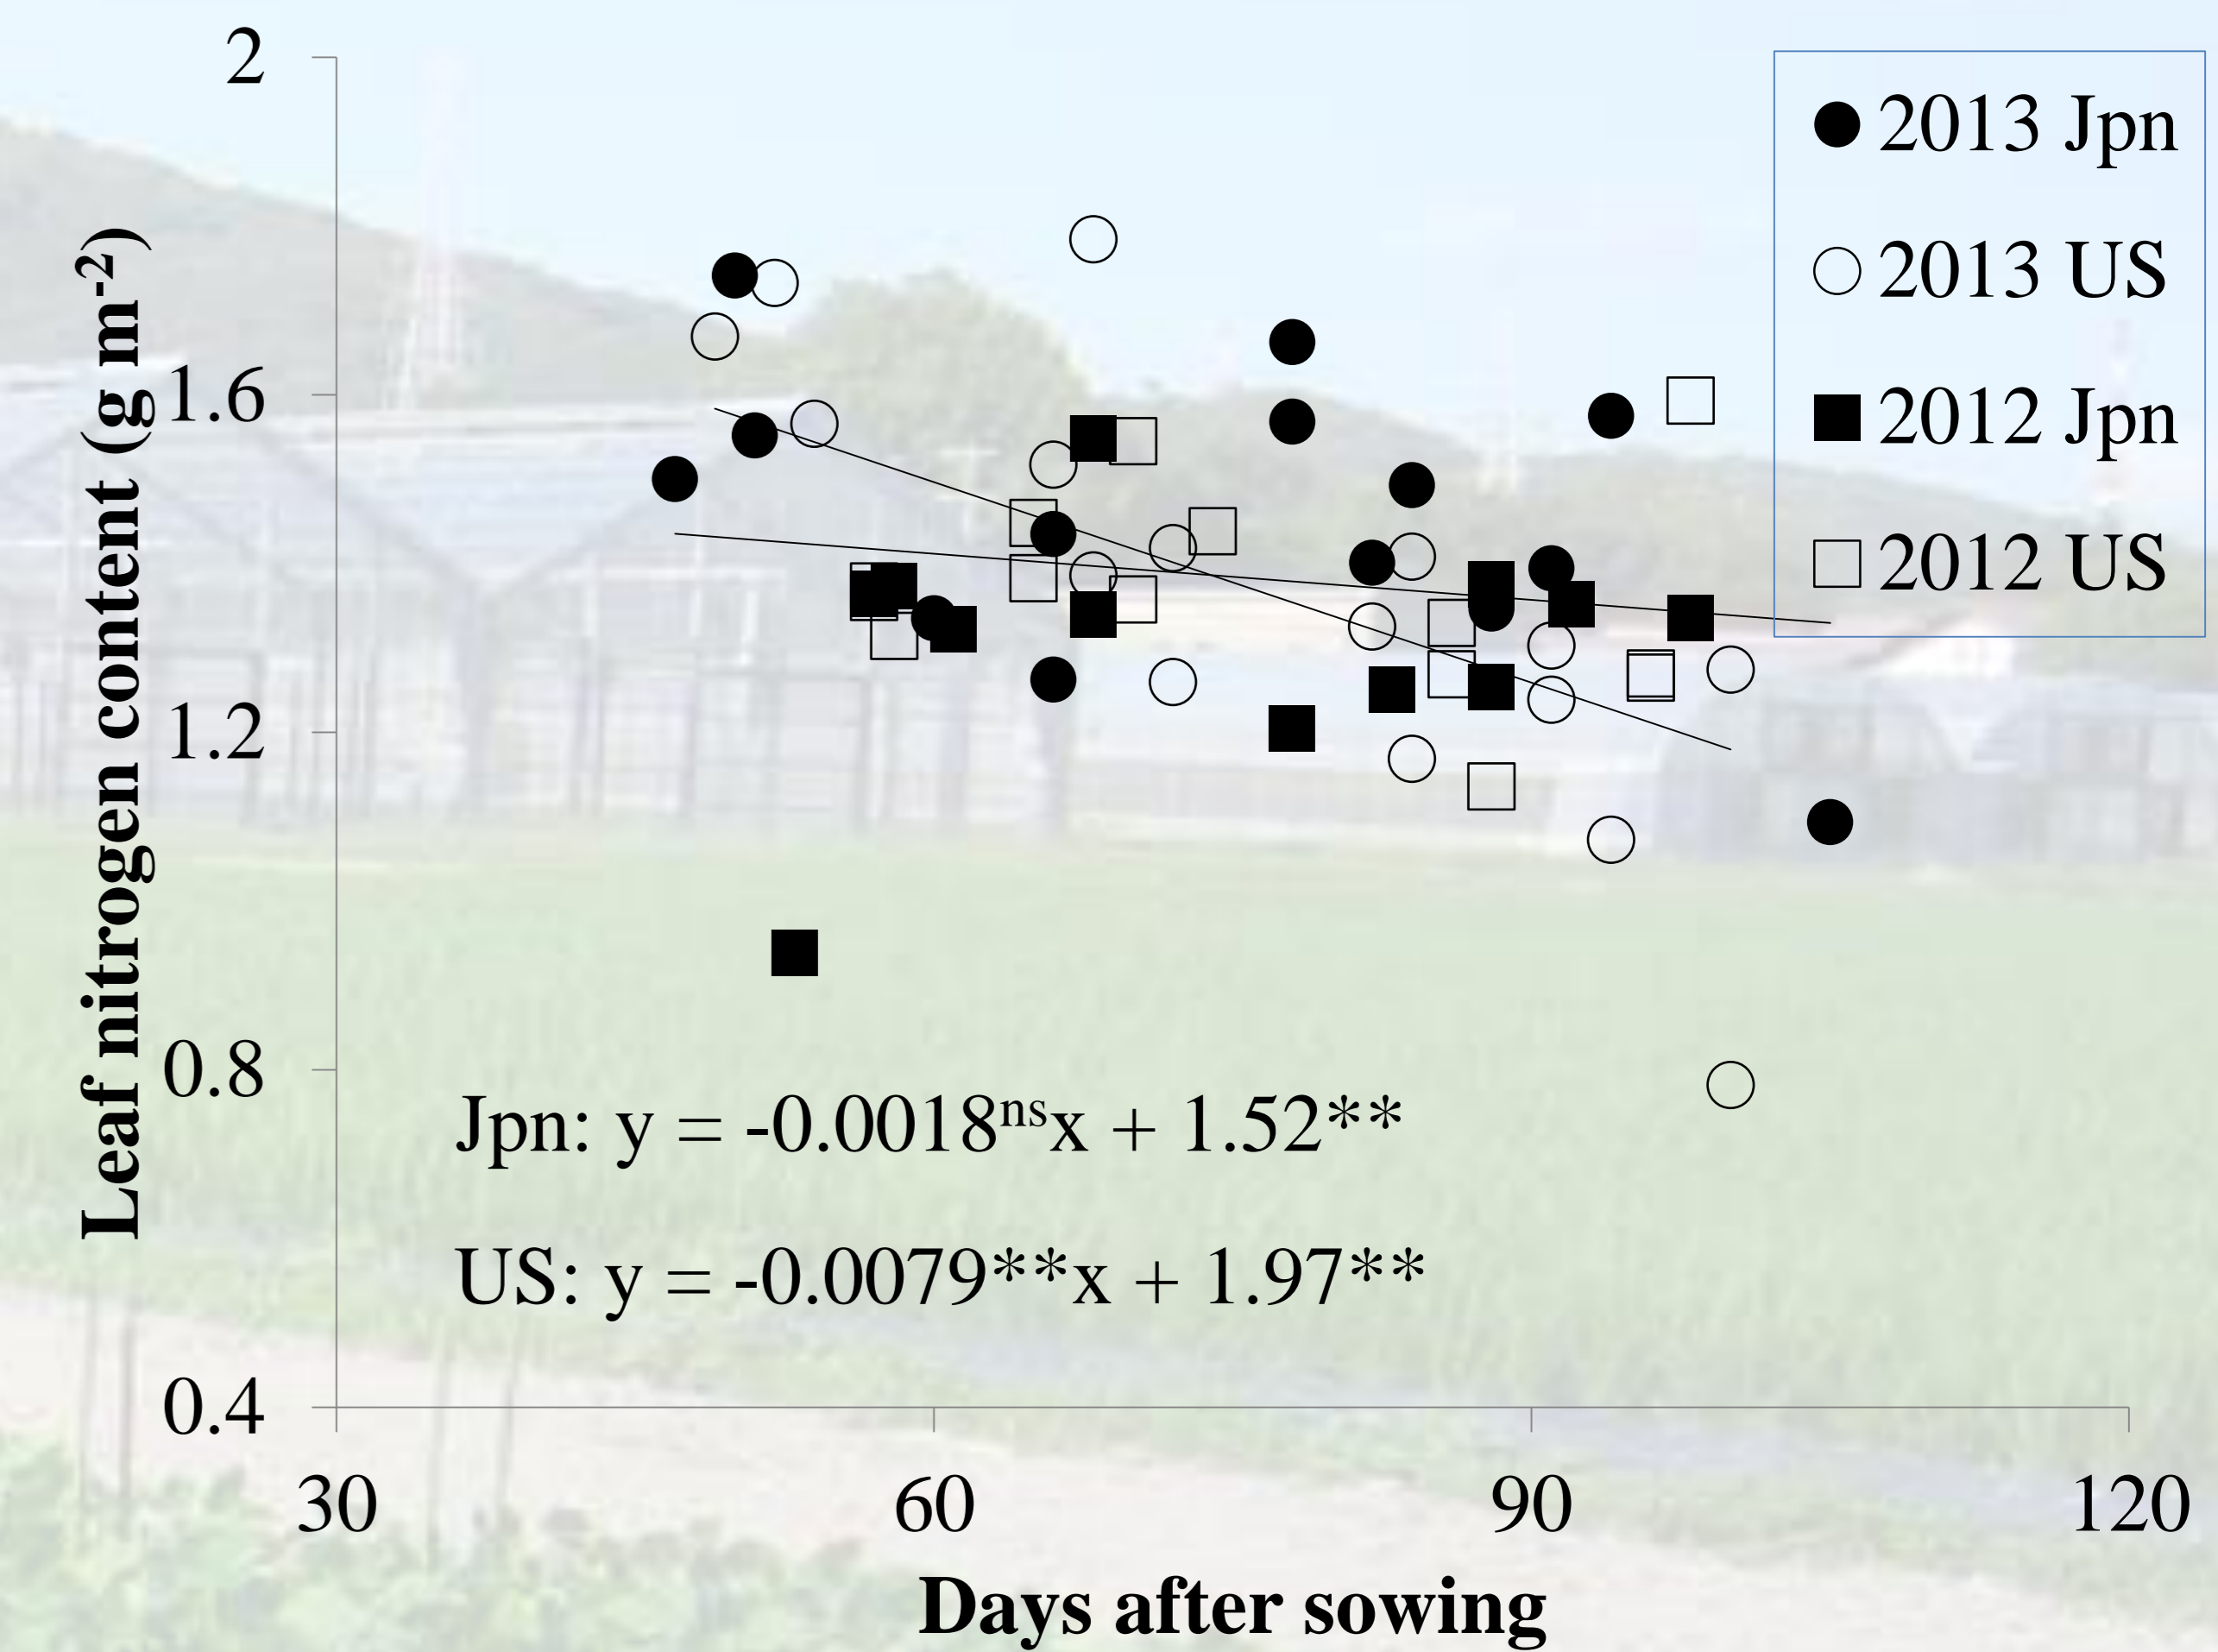 2
1.6
1.2
0.8
0.4
Leaf nitrogen content (g m⁻²)
2013 Jpn
2013 US
2012 Jpn
2012 US
Jpn: y = -0.0018ⁿˢx + 1.52**
US: y = -0.0079**x + 1.97**
30 60 90 120
Days after sowing